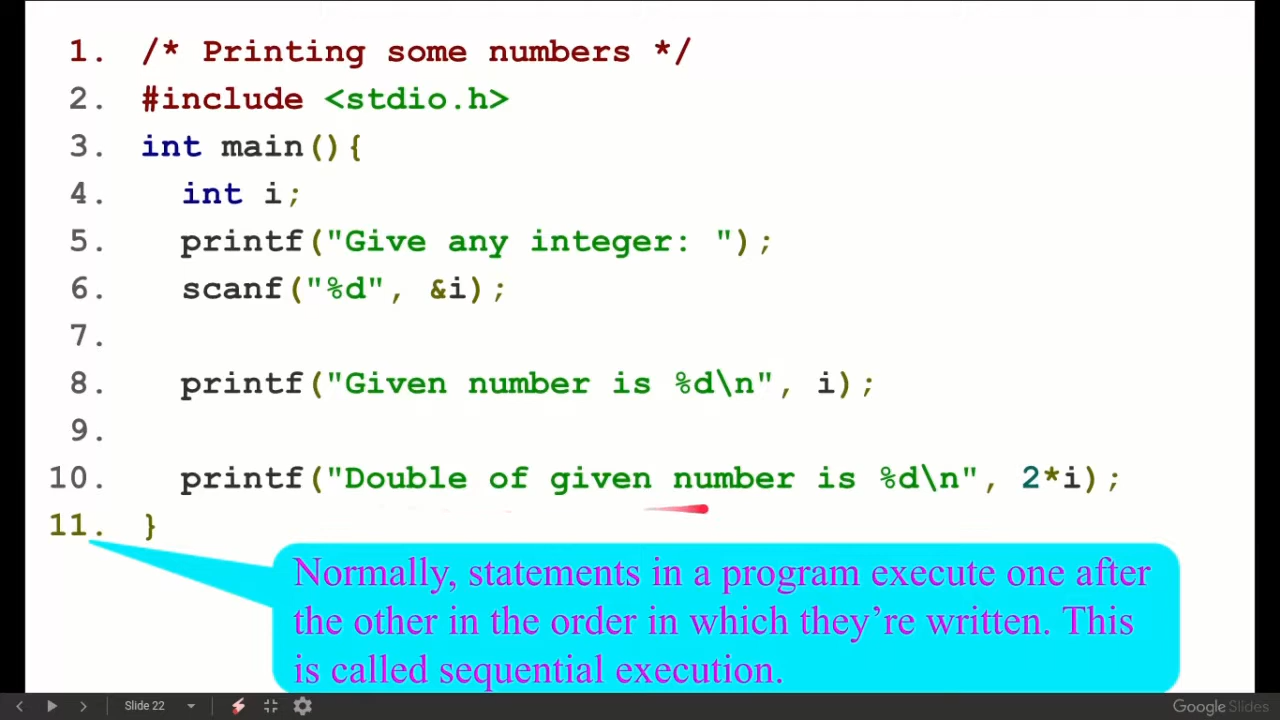 1. /* Printing some numbers */
2. #include <stdio.h>
3. int main(){
4. int i;
5. printf("Give any integer: ");
6. scanf("%d", &i);
7.
8. printf("Given number is %d\n", i);
9.
10. printf("Double of given number is %d\n", 2*i);
11. }
Normally, statements in a program execute one after
the other in the order in which they’re written. This
is called sequential execution.
Slide 22
Google Slides